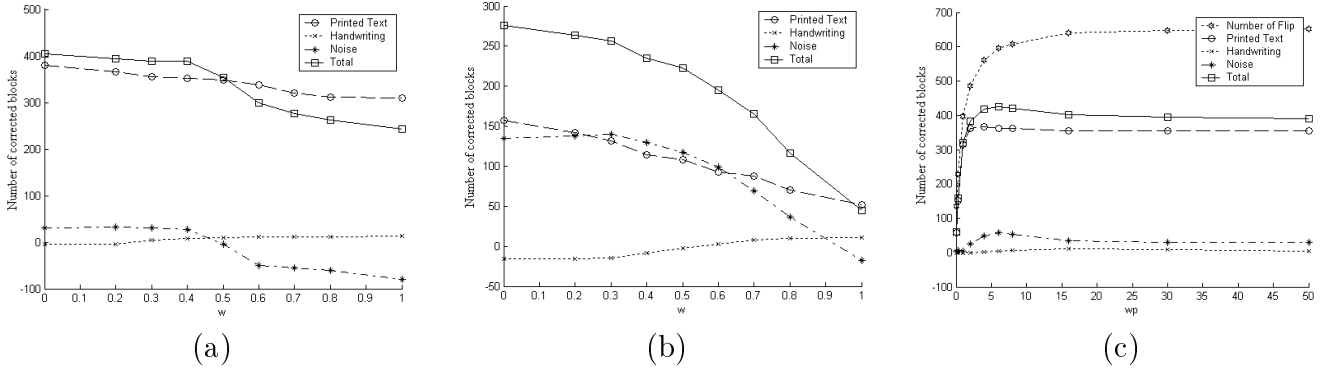 500
400
300
200
100
0
-100
Number of corrected blocks
0 0.1 0.2 0.3 0.4 0.5 0.6 0.7 0.8 0.9 1
w
Printed Text
Handwriting
Noise
Total
(a)
300
250
200
150
100
50
0
-50
Number of corrected blocks
0 0.1 0.2 0.3 0.4 0.5 0.6 0.7 0.8 0.9 1
w
Printed Text
Handwriting
Noise
Total
(b)
700
600
500
400
300
200
100
0
-100
Number of corrected blocks
0 5 10 15 20 25 30 35 40 45 50
wp
Number of Flip
Printed Text
Handwriting
Noise
Total
(c)